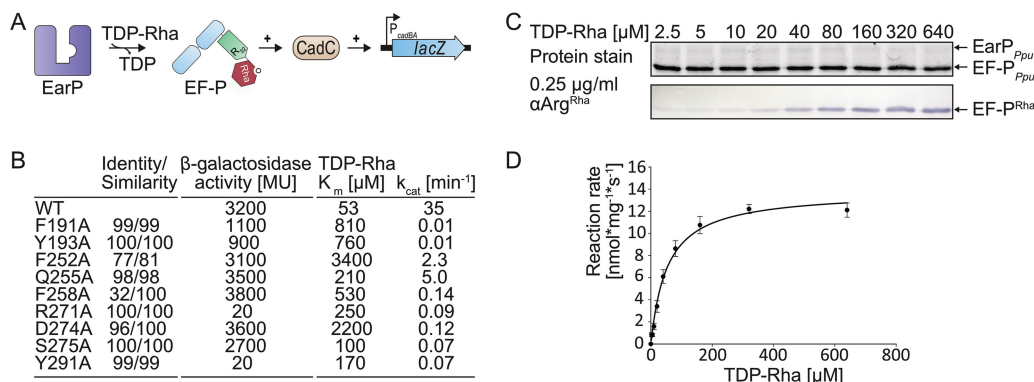 A
TDP-Rha
TDP
EarP
R
Rha
EF-P
+
CadC
+
P cadBA
lacZ
B
Identity/ β-galactosidase TDP-Rha
Similarity activity [MU] Km [µM] kcat [min-1]
WT 3200 53 35
F191A 99/99 1100 810 0.01
Y193A 100/100 900 760 0.01
F252A 77/81 3100 3400 2.3
Q255A 98/98 3500 210 5.0
F258A 32/100 3800 530 0.14
R271A 100/100 20 250 0.09
D274A 96/100 3600 2200 0.12
S275A 100/100 2700 100 0.07
Y291A 99/99 20 170 0.07
C
TDP-Rha [µM] 2.5 5 10 20 40 80 160 320 640
Protein stain
EarP Ppu
EF-P Ppu
0.25 µg/ml
αArgRha
EF-PRha
D
Reaction rate
[nmol*mg-1*s-1]
16
14
12
10
8
6
4
2
0
0 200 400 600 800
TDP-Rha [µM]